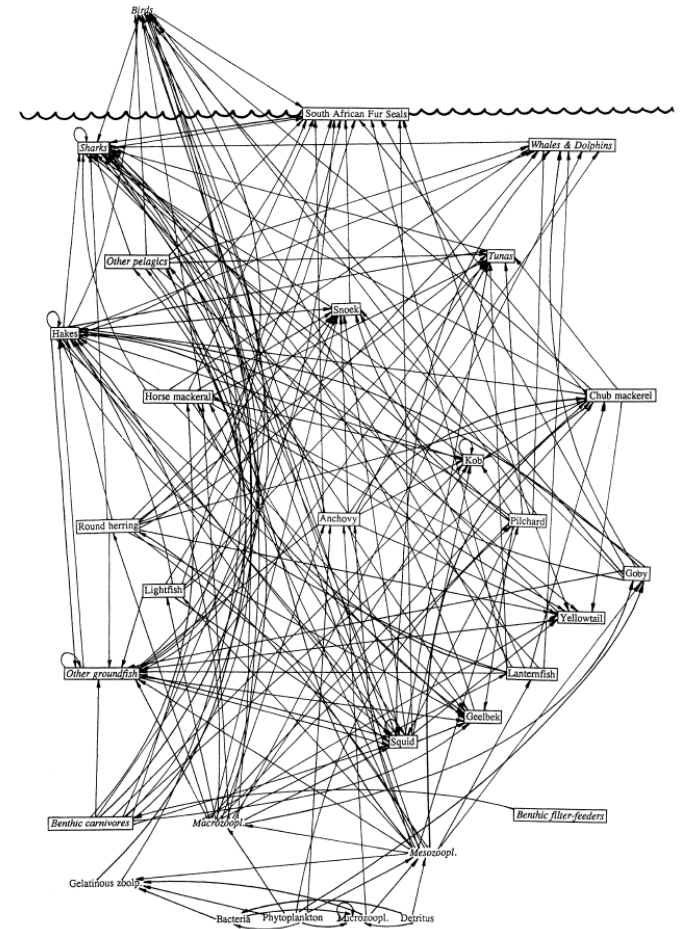 Birds
South African Fur Seals
Sharks
Whales & Dolphins
Other pelagics
Tunas
Snoek
Hakes
Horse mackeral
Chub mackerel
Kob
Round herring
Anchovy
Pilchard
Goby
Lightfish
Yellowtail
Other groundfish
Lanternfish
Geelbek
Squid
Benthic carnivores
Macrozoopl.
Benthic filter-feeders
Mesozoopl.
Gelatinous zoolp.
Bacteria
Phytoplankton
Microzoopl.
Detritus